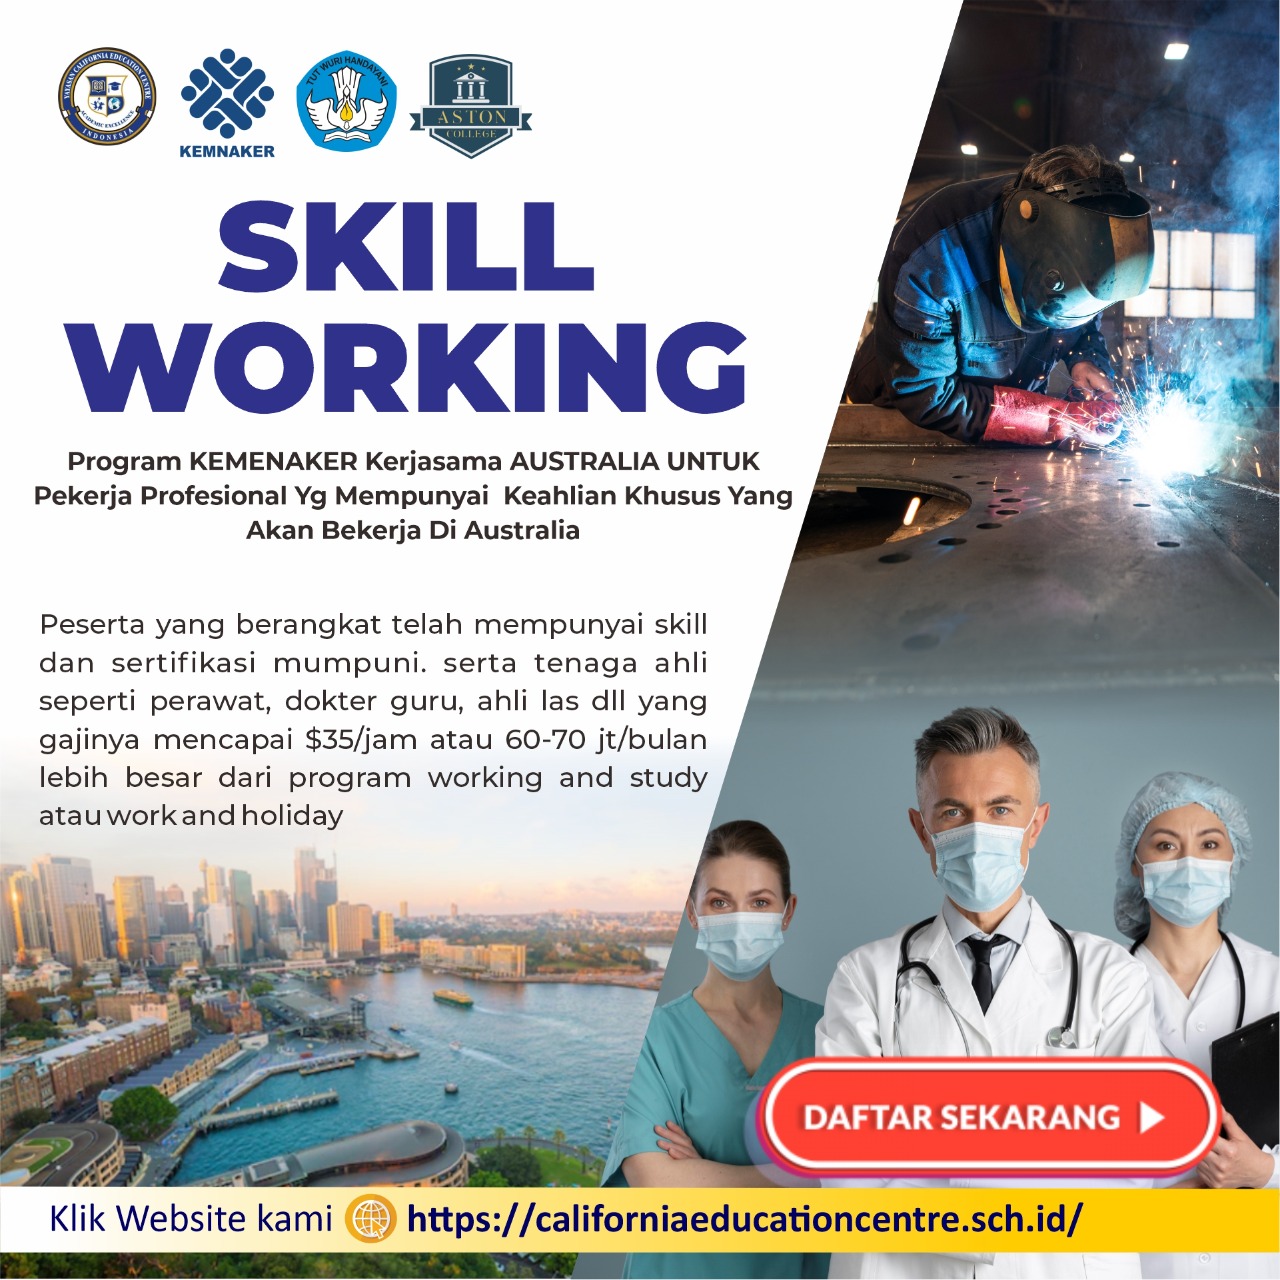 YAYASAN CALIFORNIA EDUCATION CENTRE
ACADEMIC EXCELLENCE
INDONESIA
KEMNAKER
TUT WURI HANDAYANI
ASTON
COLLEGE
SKILL
WORKING
Program KEMENAKER Kerjasama AUSTRALIA UNTUK
Pekerja Profesional Yg Mempunyai Keahlian Khusus Yang
Akan Bekerja Di Australia
Peserta yang berangkat telah mempunyai skill
dan sertifikasi mumpuni. serta tenaga ahli
seperti perawat, dokter guru, ahli las dll yang
gajinya mencapai $35/jam atau 60-70 jt/bulan
lebih besar dari program working and study
atau work and holiday
DAFTAR SEKARANG
Klik Website kami https://californiaeducationcentre.sch.id/